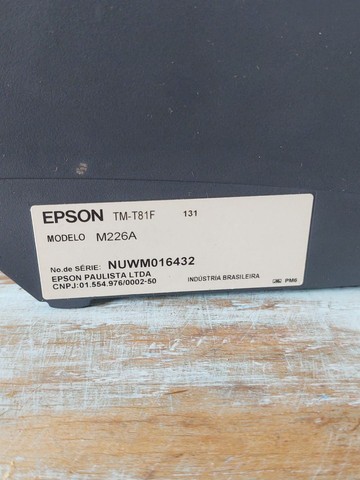 EPSON TM-T81F 131
MODELO M226A
No.de SÉRIE: NUWM016432
EPSON PAULISTA LTDA INDÚSTRIA BRASILEIRA
CNPJ:01.554.976/0002-50 PM6